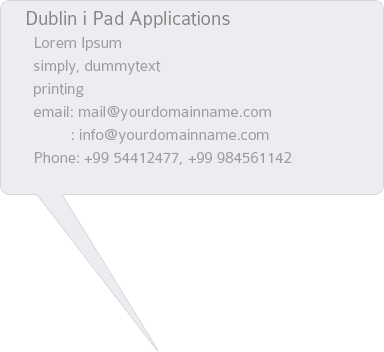 Dublin i Pad Applications
Lorem Ipsum
simply, dummytext
printing
email: mail@yourdomainname.com
: info@yourdomainname.com
Phone: +99 54412477, +99 984561142